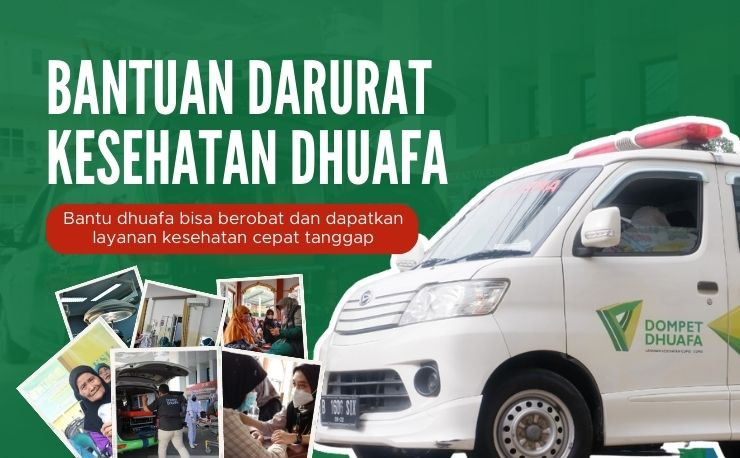 BANTUAN DARURAT
KESEHATAN DHUAFA
Bantu dhuafa bisa berobat dan dapatkan
layanan kesehatan cepat tanggap
DOMPET
DHUAFA